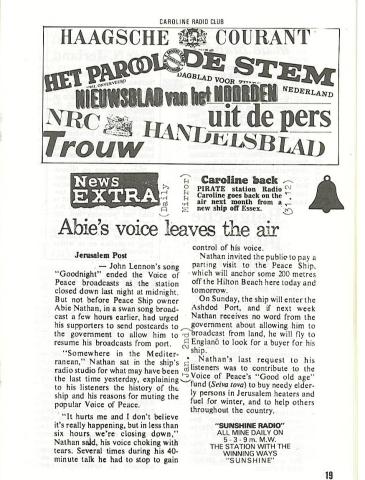 CAROLINE RADIO CLUB
HAAGSCHE COURANT
HET PAROOL DE STEM
DAGBLAD VOOR
NEDERLAND
NIEUWSBLAD van het NOORDEN
uit de pers
NRC HANDELSBLAD
Trouw
News
EXTRA
(Daily Mirror)
Caroline back
PIRATE station Radio
Caroline goes back on the
air next month from a
new ship off Essex.
(31.12)
Abie's voice leaves the air
Jerusalem Post
— John Lennon's song
"Goodnight" ended the Voice of
Peace broadcasts as the station
closed down last night at midnight.
But not before Peace Ship owner
Abie Nathan, in a swan song broad-
cast a few hours earlier, had urged
his supporters to send postcards to
the government to allow him to
resume his broadcasts from port.
"Somewhere in the Mediter-
ranean," Nathan sat in the ship's
radio studio for what may have been
the last time yesterday, explaining
to his listeners the history of the
ship and his reasons for muting the
popular Voice of Peace.
"It hurts me and I don't believe
it's really happening, but in less than
six hours we're closing down,"
Nathan said, his voice choking with
tears. Several times during his 40-
minute talk he had to stop to gain
(Jan. 2nd)
control of his voice.
Nathan invited the public to pay a
parting visit to the Peace Ship,
which will anchor some 200 metres
off the Hilton Beach here today and
tomorrow.
On Sunday, the ship will enter the
Ashdod Port, and if next week
Nathan receives no word from the
government about allowing him to
broadcast from land, he will fly to
England to look for a buyer for his
ship.
Nathan's last request to his
listeners was to contribute to the
Voice of Peace's "Good old age"
fund (Seiva tova) to buy needy elder-
ly persons in Jerusalem heaters and
fuel for winter, and to help others
throughout the country.
"SUNSHINE RADIO"
ALL MINE DAILY ON
5-3-9 m. M.W.
THE STATION WITH THE
WINNING WAYS
"SUNSHINE"
19